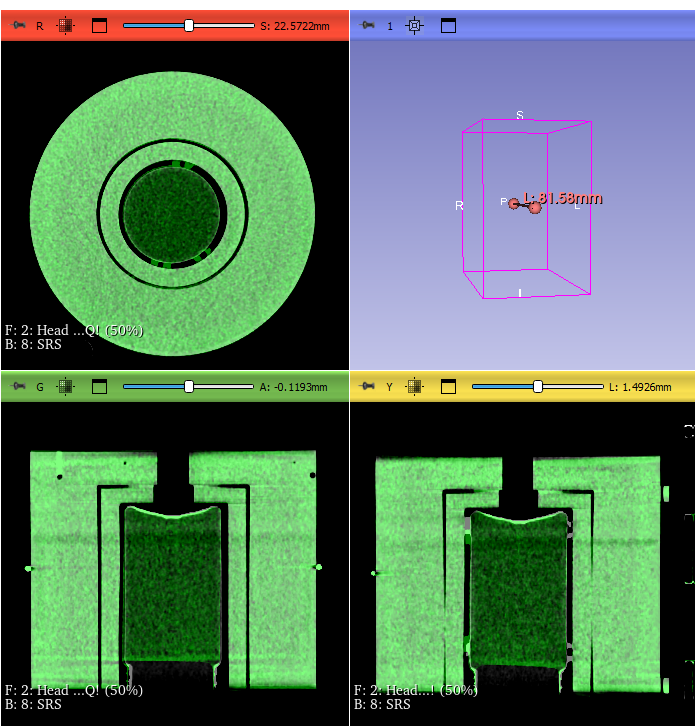 R
S: 22.5722mm
1
F: 2: Head ...Q! (50%)
B: 8: SRS
S
R
P
L: 81.58mm
L
I
G
A: -0.1193mm
Y
L: 1.4926mm
F: 2: Head ...Q! (50%)
B: 8: SRS
F: 2: Head...! (50%)
B: 8: SRS